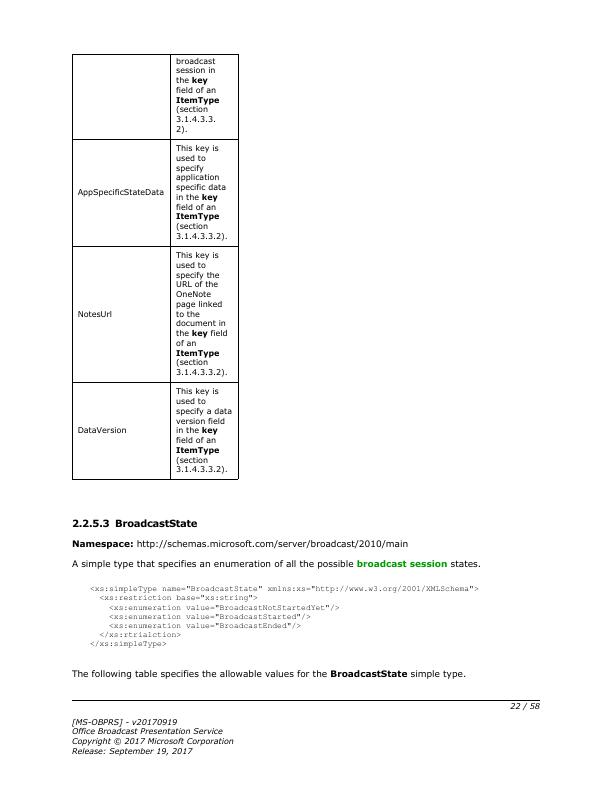 broadcast
session in
the key
field of an
ItemType
(section
3.1.4.3.3.
2).
AppSpecificStateData
This key is
used to
specify
application
specific data
in the key
field of an
ItemType
(section
3.1.4.3.3.2).
NotesUrl
This key is
used to
specify the
URL of the
OneNote
page linked
to the
document in
the key field
of an
ItemType
(section
3.1.4.3.3.2).
DataVersion
This key is
used to
specify a data
version field
in the key
field of an
ItemType
(section
3.1.4.3.3.2).
2.2.5.3 BroadcastState
Namespace: http://schemas.microsoft.com/server/broadcast/2010/main
A simple type that specifies an enumeration of all the possible broadcast session states.
<xs:simpleType name="BroadcastState" xmlns:xs="http://www.w3.org/2001/XMLSchema">
<xs:restriction base="xs:string">
<xs:enumeration value="BroadcastNotStartedYet"/>
<xs:enumeration value="BroadcastStarted"/>
<xs:enumeration value="BroadcastEnded"/>
</xs:rtrialction>
</xs:simpleType>
The following table specifies the allowable values for the BroadcastState simple type.
22 / 58
[MS-OBPRS] - v20170919
Office Broadcast Presentation Service
Copyright © 2017 Microsoft Corporation
Release: September 19, 2017